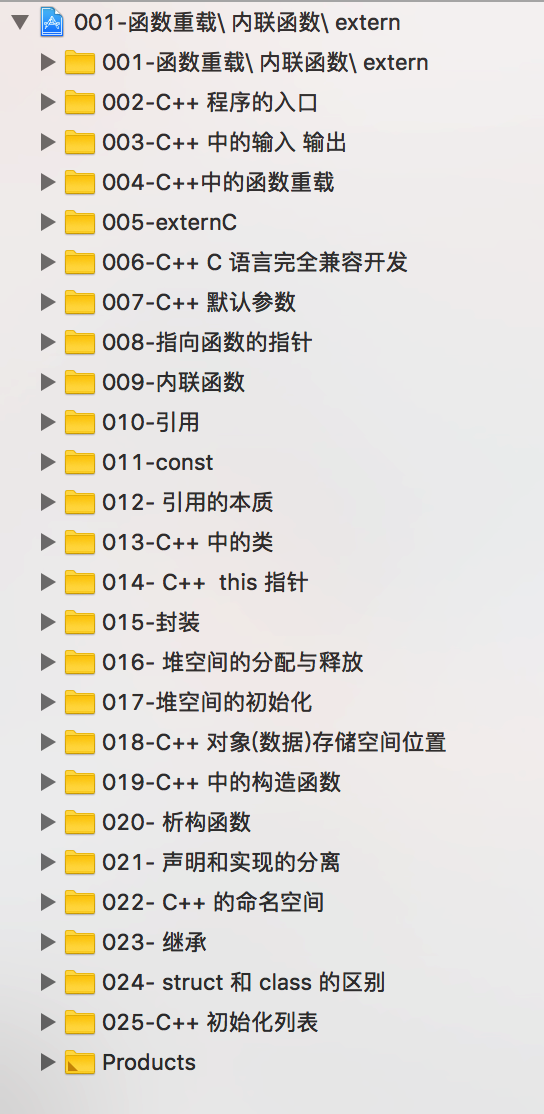 001-函数重载\ 内联函数\ extern
001-函数重载\ 内联函数\ extern
002-C++ 程序的入口
003-C++ 中的输入 输出
004-C++中的函数重载
005-externC
006-C++ C 语言完全兼容开发
007-C++ 默认参数
008-指向函数的指针
009-内联函数
010-引用
011-const
012- 引用的本质
013-C++ 中的类
014- C++  this 指针
015-封装
016- 堆空间的分配与释放
017-堆空间的初始化
018-C++ 对象(数据)存储空间位置
019-C++ 中的构造函数
020- 析构函数
021- 声明和实现的分离
022- C++ 的命名空间
023- 继承
024- struct 和 class 的区别
025-C++ 初始化列表
Products